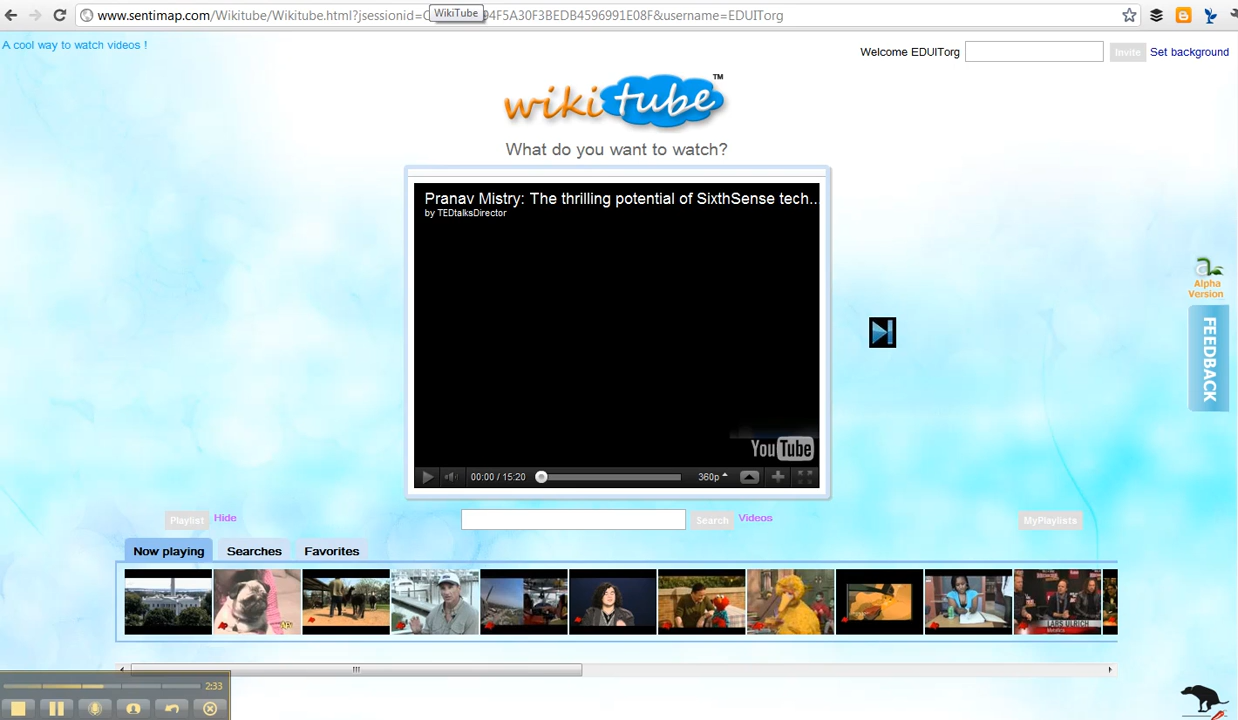 www.sentimap.com/Wikitube/Wikitube.html?jsessionid=
WikiTube
94F5A30F3BEDB4596991E08F&username=EDUITorg
A cool way to watch videos !
Welcome EDUITorg
Invite
Set background
wikitube™
What do you want to watch?
Pranav Mistry: The thrilling potential of SixthSense tech...
by TEDtalksDirector
Alpha
Version
FEEDBACK
YouTube
00:00 / 15:20
360p
Playlist
Hide
Search
Videos
MyPlaylists
Now playing
Searches
Favorites
LARS ULRICH
2:33